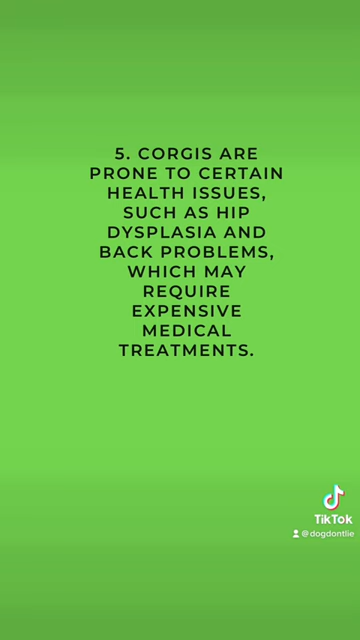 5. CORGIS ARE
PRONE TO CERTAIN
HEALTH ISSUES,
SUCH AS HIP
DYSPLASIA AND
BACK PROBLEMS,
WHICH MAY
REQUIRE
EXPENSIVE
MEDICAL
TREATMENTS.
TikTok
@dogdontlie